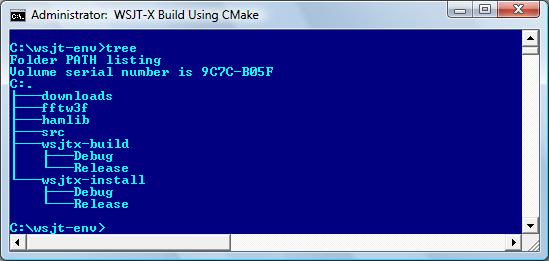 Administrator: WSJT-X Build Using CMake
C:\wsjt-env>tree
Folder PATH listing
Volume serial number is 9C7C-B05F
C:.
├───downloads
├───fftw3f
├───hamlib
├───src
├───wsjtx-build
│   ├───Debug
│   └───Release
└───wsjtx-install
    ├───Debug
    └───Release
C:\wsjt-env>